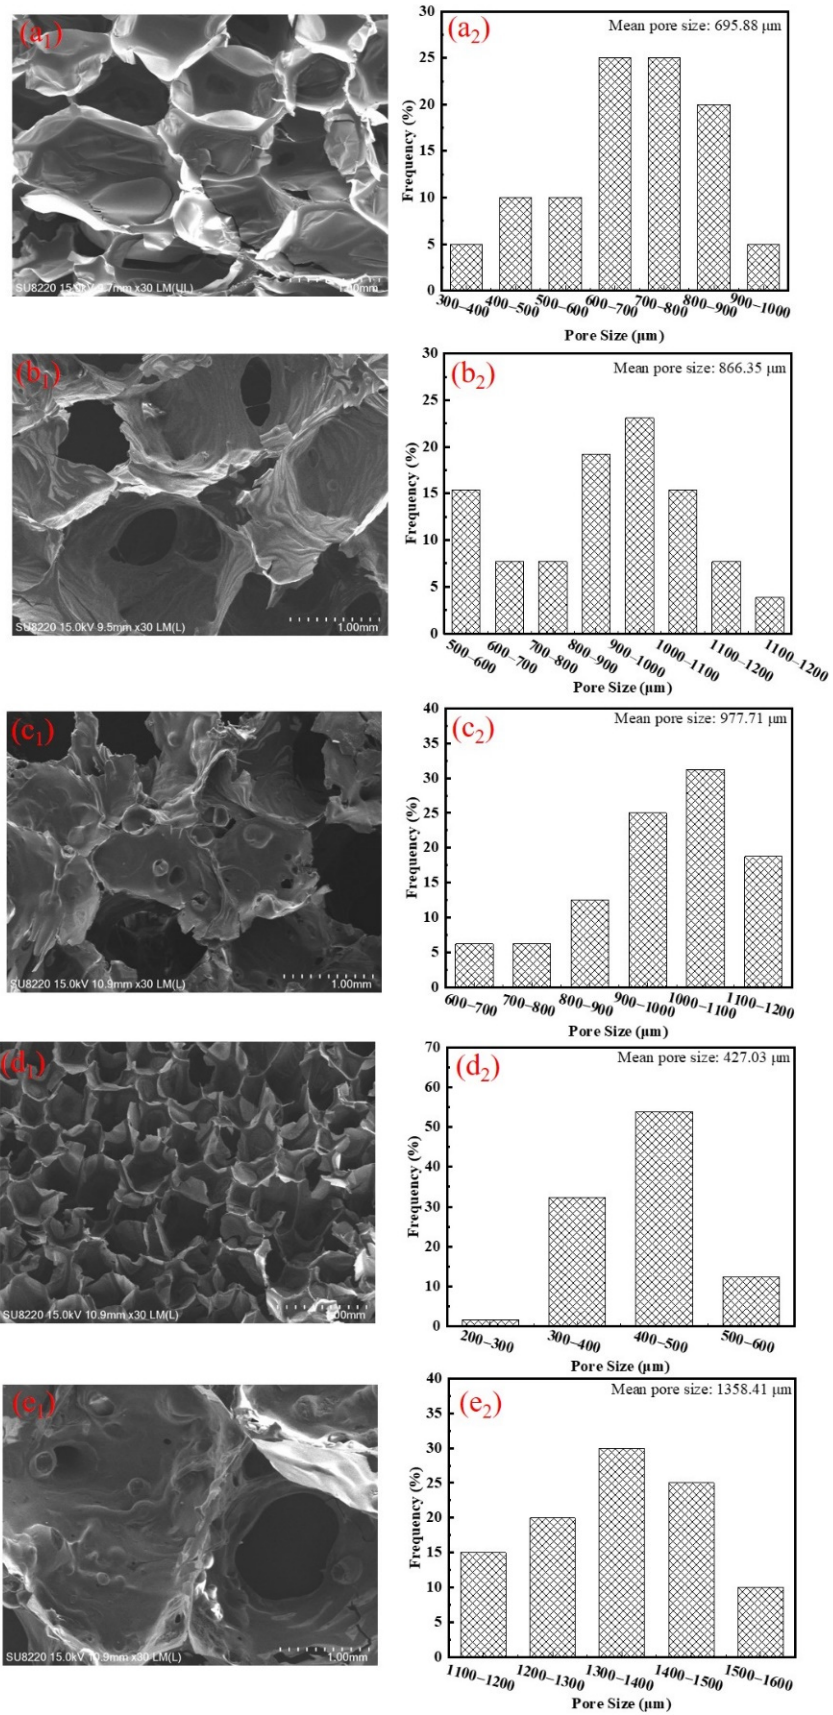 (a1)
SU8220 15.0kV 9.7mm x30 LM(UL)
1.00mm
(a2)
Mean pore size: 695.88 μm
Frequency (%)
30
25
20
15
10
5
0
300–400 400–500 500–600 600–700 700–800 800–900 900–1000
Pore Size (μm)
(b1)
SU8220 15.0kV 9.5mm x30 LM(L)
1.00mm
(b2)
Mean pore size: 866.35 μm
Frequency (%)
30
25
20
15
10
5
0
500–600 600–700 700–800 800–900 900–1000 1000–1100 1100–1200 1100–1200
Pore Size (μm)
(c1)
SU8220 15.0kV 10.9mm x30 LM(L)
1.00mm
(c2)
Mean pore size: 977.71 μm
Frequency (%)
40
35
30
25
20
15
10
5
0
600–700 700–800 800–900 900–1000 1000–1100 1100–1200
Pore Size (μm)
(d1)
SU8220 15.0kV 10.9mm x30 LM(L)
1.00mm
(d2)
Mean pore size: 427.03 μm
Frequency (%)
70
60
50
40
30
20
10
0
200–300 300–400 400–500 500–600
Pore Size (μm)
(e1)
SU8220 15.0kV 10.9mm x30 LM(L)
1.00mm
(e2)
Mean pore size: 1358.41 μm
Frequency (%)
40
35
30
25
20
15
10
5
0
1100–1200 1200–1300 1300–1400 1400–1500 1500–1600
Pore Size (μm)